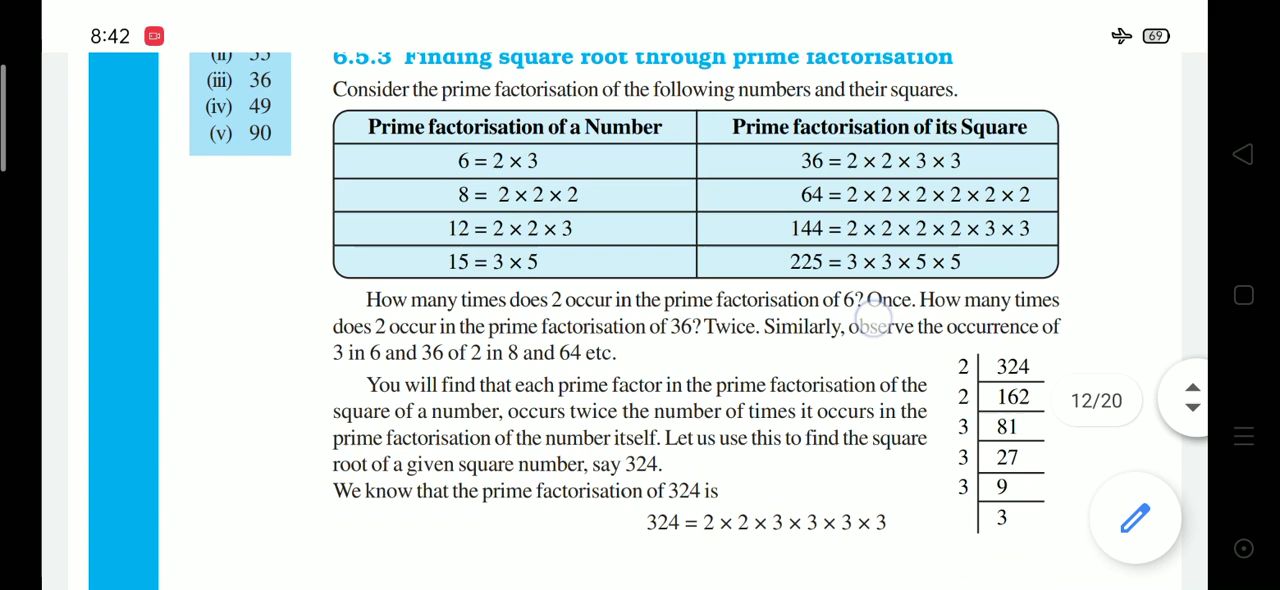 8:42
69
(ii) 55
(iii) 36
(iv) 49
(v) 90
6.5.3 Finding square root through prime factorisation
Consider the prime factorisation of the following numbers and their squares.
Prime factorisation of a Number Prime factorisation of its Square
6 = 2 × 3 36 = 2 × 2 × 3 × 3
8 = 2 × 2 × 2 64 = 2 × 2 × 2 × 2 × 2 × 2
12 = 2 × 2 × 3 144 = 2 × 2 × 2 × 2 × 3 × 3
15 = 3 × 5 225 = 3 × 3 × 5 × 5
How many times does 2 occur in the prime factorisation of 6? Once. How many times
does 2 occur in the prime factorisation of 36? Twice. Similarly, observe the occurrence of
3 in 6 and 36 of 2 in 8 and 64 etc.
You will find that each prime factor in the prime factorisation of the
square of a number, occurs twice the number of times it occurs in the
prime factorisation of the number itself. Let us use this to find the square
root of a given square number, say 324.
We know that the prime factorisation of 324 is
324 = 2 × 2 × 3 × 3 × 3 × 3
2 324
2 162
3 81
3 27
3 9
3
12/20